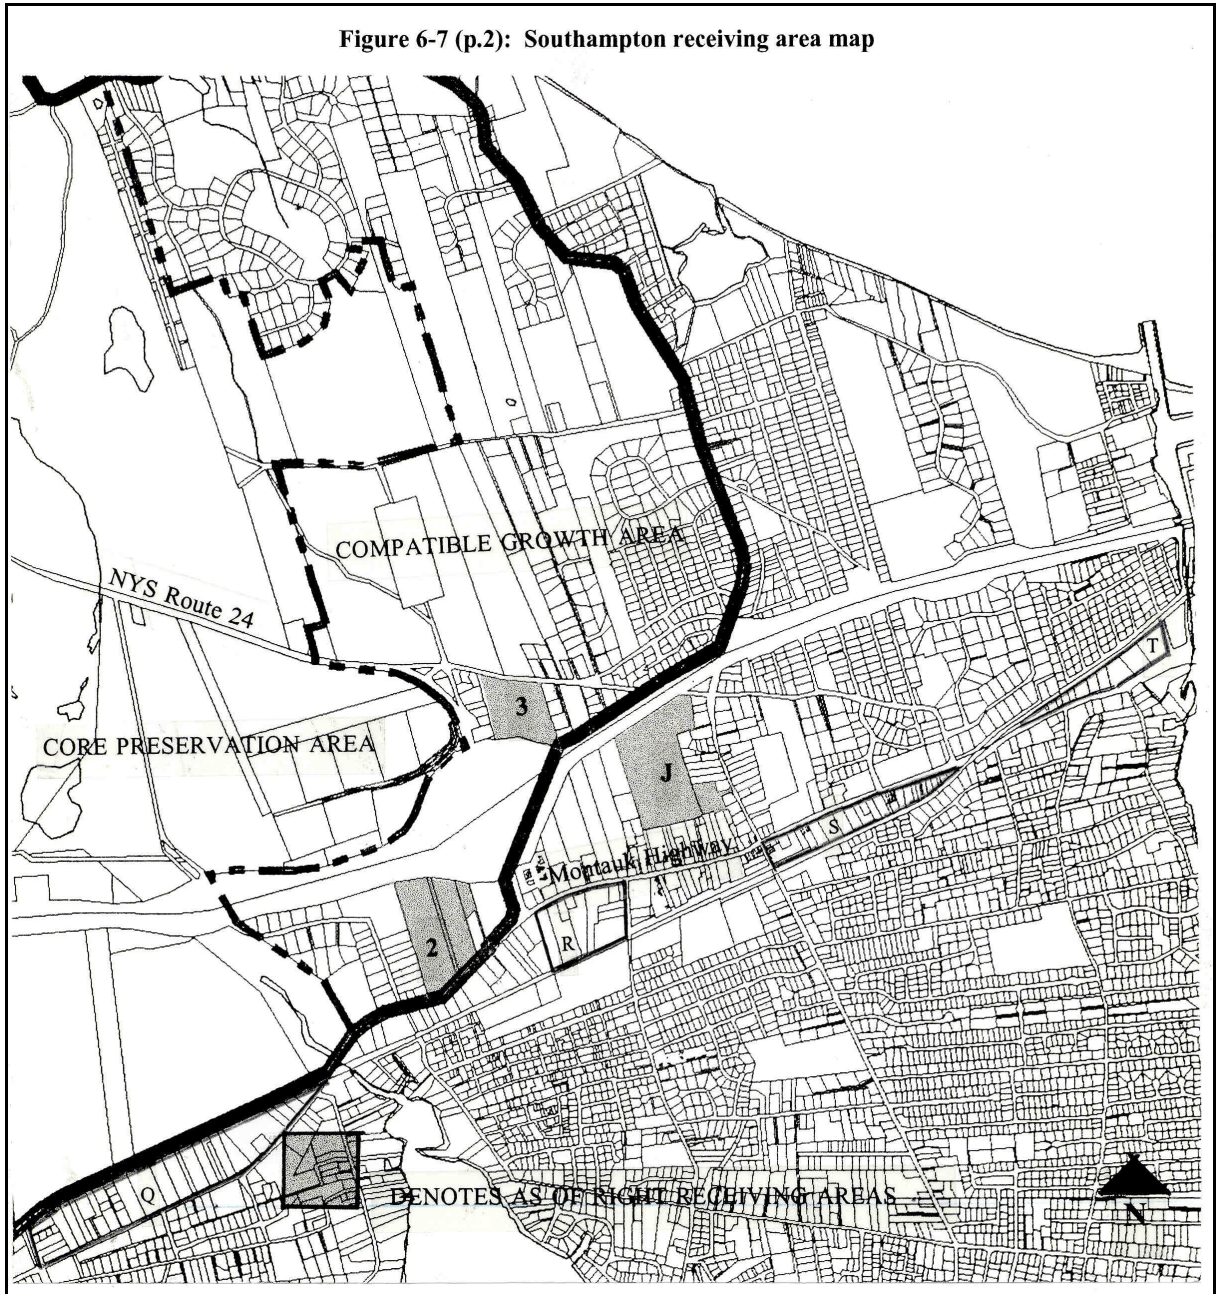 Figure 6-7 (p.2): Southampton receiving area map
COMPATIBLE GROWTH AREA
NYS Route 24
T
3
CORE PRESERVATION AREA
J
S
Montauk Highway
R
2
Q
DENOTES AS OF RIGHT RECEIVING AREAS
N